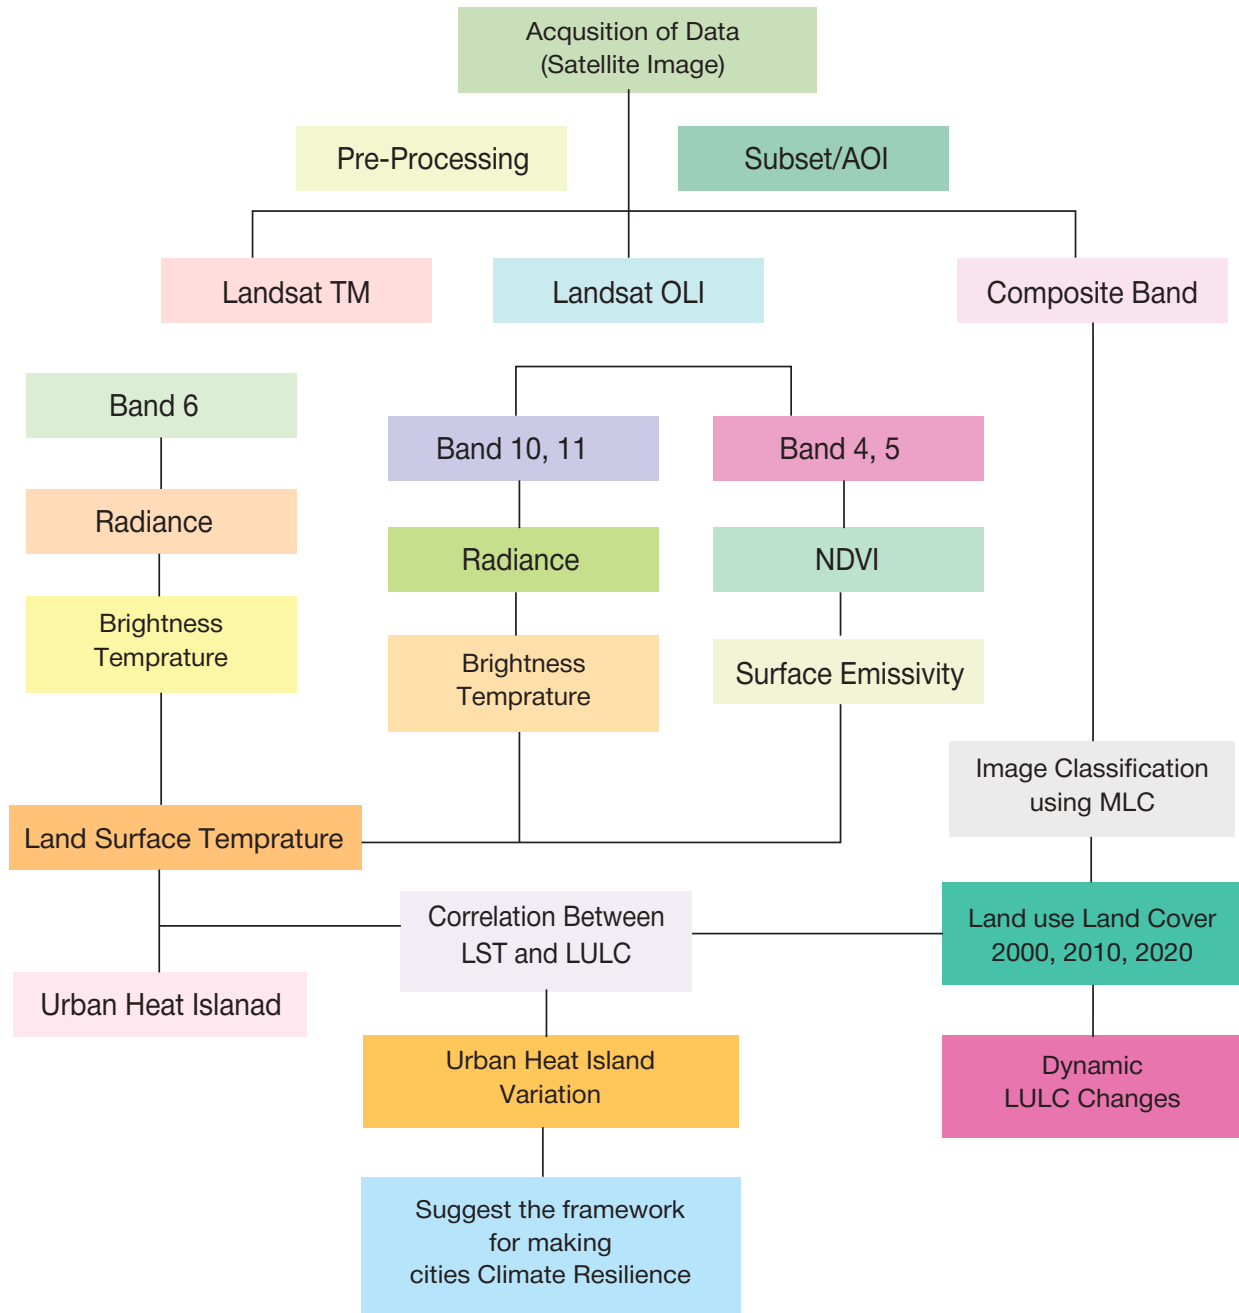 Acqusition of Data
(Satellite Image)
Pre-Processing
Subset/AOI
Landsat TM
Landsat OLI
Composite Band
Band 6
Band 10, 11
Band 4, 5
Radiance
Radiance
NDVI
Brightness
Temprature
Brightness
Temprature
Surface Emissivity
Image Classification
using MLC
Land Surface Temprature
Correlation Between
LST and LULC
Land use Land Cover
2000, 2010, 2020
Urban Heat Islanad
Urban Heat Island
Variation
Dynamic
LULC Changes
Suggest the framework
for making
cities Climate Resilience